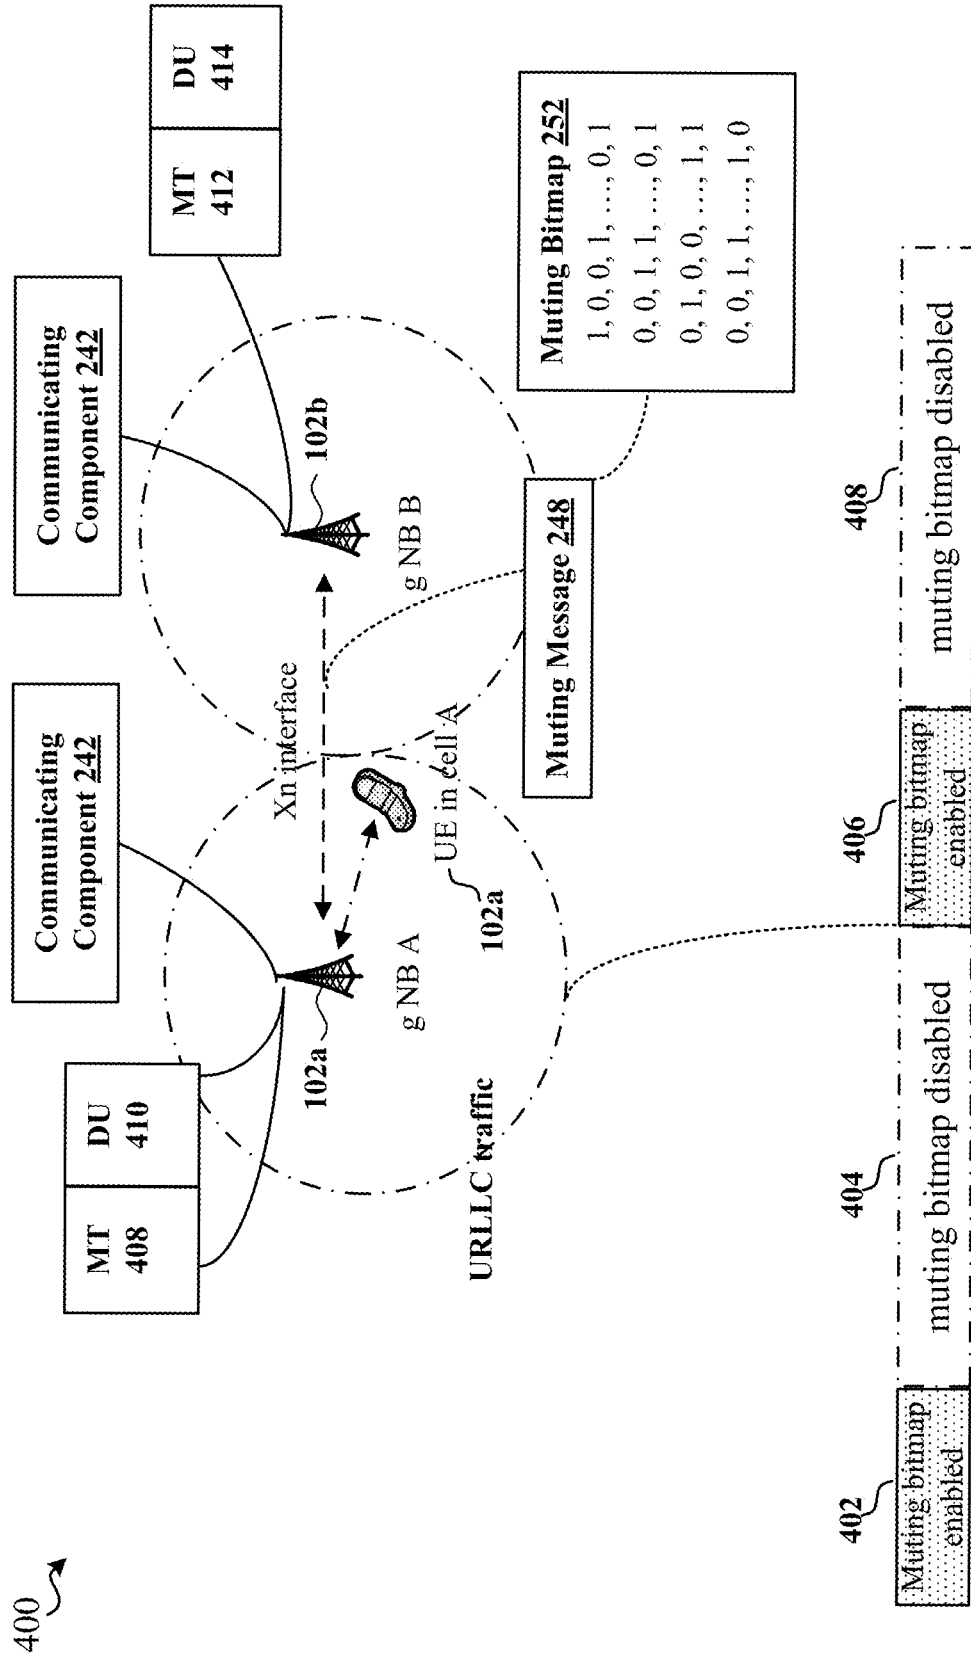 400
MT
408
DU
410
Communicating
Component 242
Communicating
Component 242
MT
412
DU
414
102a
g NB A
Xn interface
102b
g NB B
UE in cell A
102a
URLLC traffic
Muting Message 248
Muting Bitmap 252
1, 0, 0, 1, ...., 0, 1
0, 0, 1, 1, ...., 0, 1
0, 1, 0, 0, ...., 1, 1
0, 0, 1, 1, ...., 1, 0
402
404
406
408
Muting bitmap
enabled
muting bitmap disabled
Muting bitmap
enabled
muting bitmap disabled